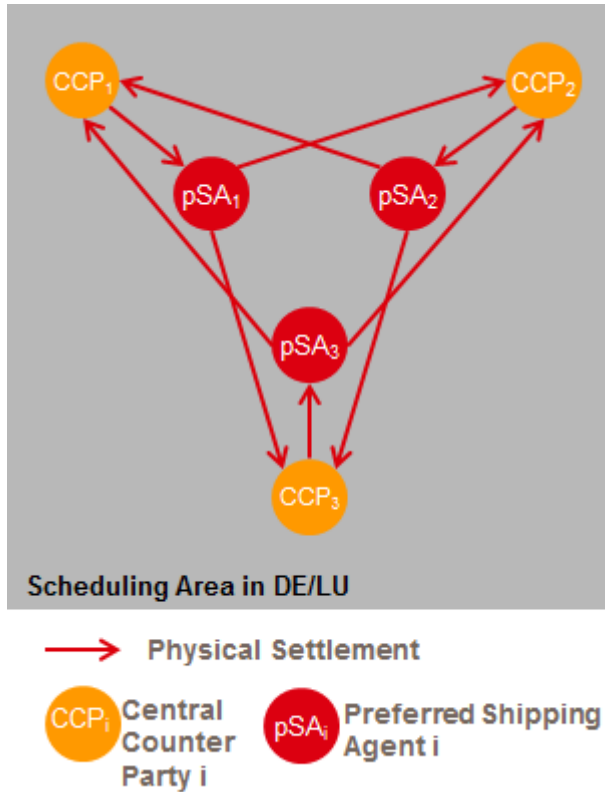 CCP₁
CCP₂
pSA₁
pSA₂
pSA₃
CCP₃
Scheduling Area in DE/LU
Physical Settlement
CCPᵢ
Central
Counter
Party i
pSAᵢ
Preferred Shipping
Agent i